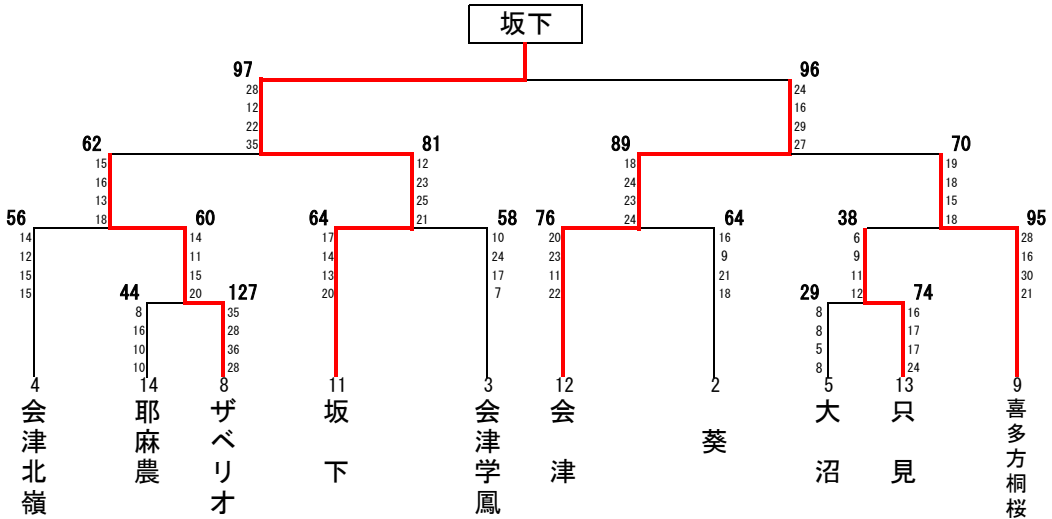 坂下
97 96
28 24
12 16
22 29
35 27
62 81 89 70
15 12 18 19
16 23 24 18
13 25 23 15
18 21 24 18
56 60 64 58 76 64 38 95
14 14 17 10 20 16 6 28
12 11 14 24 23 9 9 16
15 15 13 17 11 21 11 30
15 20 20 7 22 18 12 21
44 127 29 74
8 35 8 16
16 28 8 17
10 36 5 17
10 28 8 24
4 14 8 11 3 12 2 5 13 9
会津北嶺
耶麻農
ザベリオ
坂下
会津学鳳
会津
葵
大沼
只見
喜多方桐桜